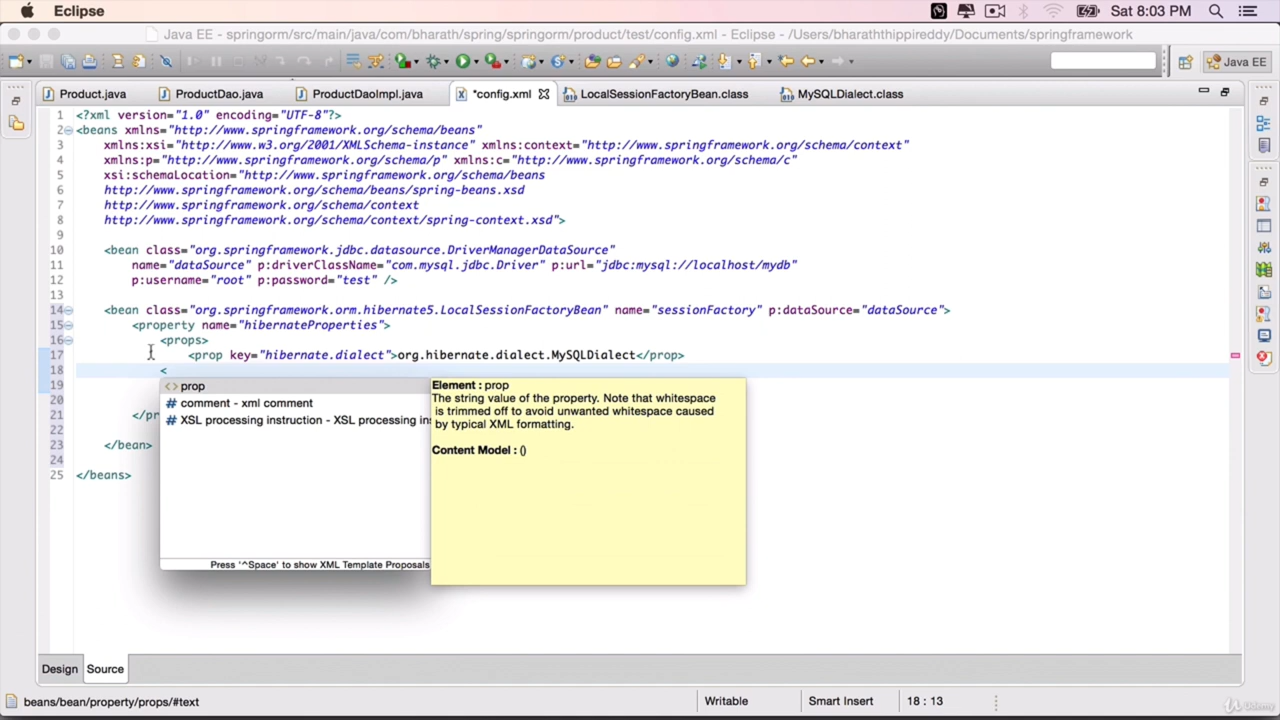 Eclipse
Sat 8:03 PM
Java EE - springorm/src/main/java/com/bharath/spring/springorm/product/test/config.xml - Eclipse - /Users/bharaththippireddy/Documents/springframework
Java EE
Product.java
ProductDao.java
ProductDaoImpl.java
*config.xml
LocalSessionFactoryBean.class
MySQLDialect.class
1 <?xml version="1.0" encoding="UTF-8"?>
2 <beans xmlns="http://www.springframework.org/schema/beans"
3 xmlns:xsi="http://www.w3.org/2001/XMLSchema-instance" xmlns:context="http://www.springframework.org/schema/context"
4 xmlns:p="http://www.springframework.org/schema/p" xmlns:c="http://www.springframework.org/schema/c"
5 xsi:schemaLocation="http://www.springframework.org/schema/beans
6 http://www.springframework.org/schema/beans/spring-beans.xsd
7 http://www.springframework.org/schema/context
8 http://www.springframework.org/schema/context/spring-context.xsd">
9
10 <bean class="org.springframework.jdbc.datasource.DriverManagerDataSource"
11 name="dataSource" p:driverClassName="com.mysql.jdbc.Driver" p:url="jdbc:mysql://localhost/mydb"
12 p:username="root" p:password="test" />
13
14 <bean class="org.springframework.orm.hibernate5.LocalSessionFactoryBean" name="sessionFactory" p:dataSource="dataSource">
15 <property name="hibernateProperties">
16 <props>
17 <prop key="hibernate.dialect">org.hibernate.dialect.MySQLDialect</prop>
18 <
19
20
21 </pr
22
23 </bean>
24
25 </beans>
<> prop
# comment - xml comment
# XSL processing instruction - XSL processing ins
Press '^Space' to show XML Template Proposals
Element : prop
The string value of the property. Note that whitespace
is trimmed off to avoid unwanted whitespace caused
by typical XML formatting.
Content Model : ()
Design
Source
beans/bean/property/props/#text
Writable
Smart Insert
18 : 13
Udemy